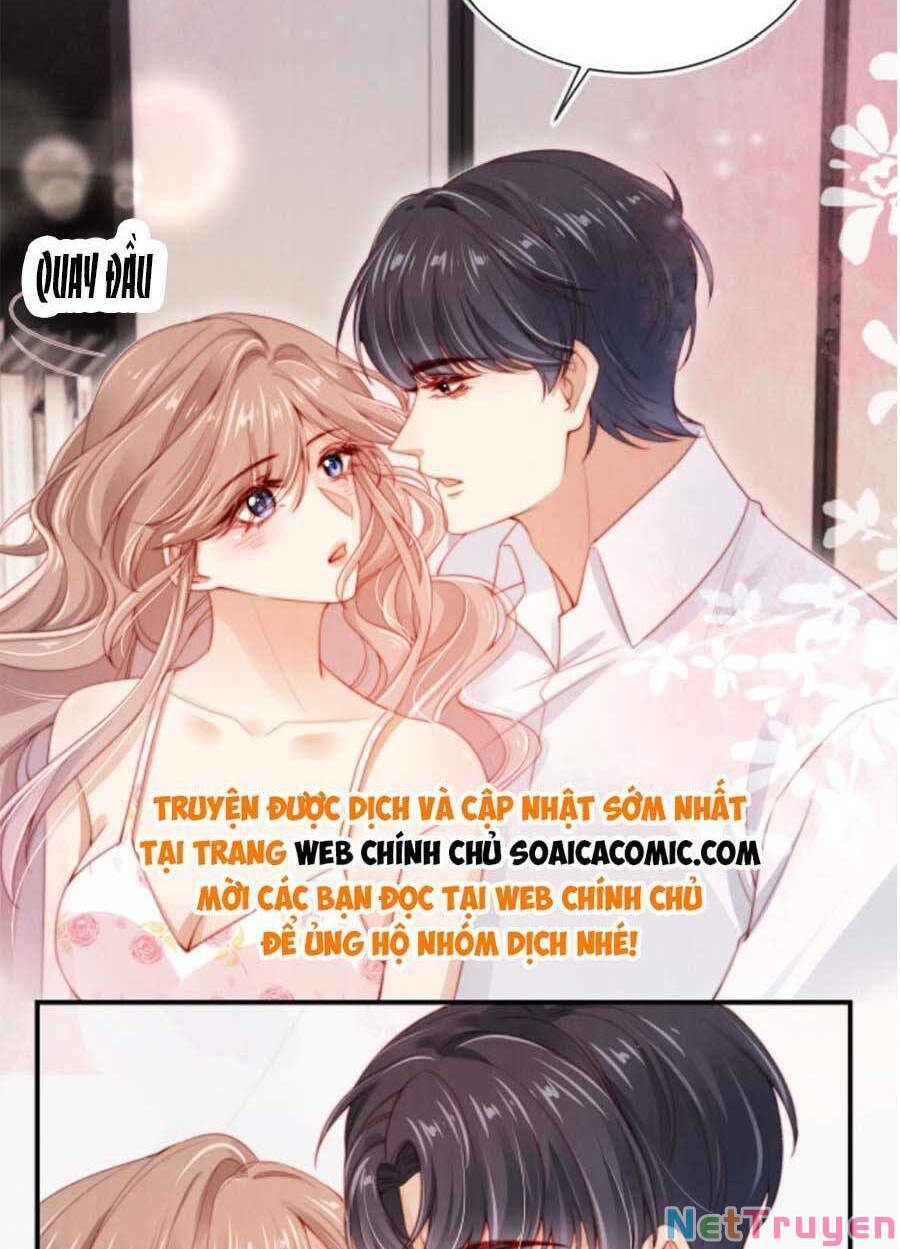 QUAY ĐẦU
TRUYỆN ĐƯỢC DỊCH VÀ CẬP NHẬT SỚM NHẤT
TẠI TRANG WEB CHÍNH CHỦ SOAICACOMIC.COM
MỜI CÁC BẠN ĐỌC TẠI WEB CHÍNH CHỦ
ĐỂ ỦNG HỘ NHÓM DỊCH NHÉ!
NetTruyen